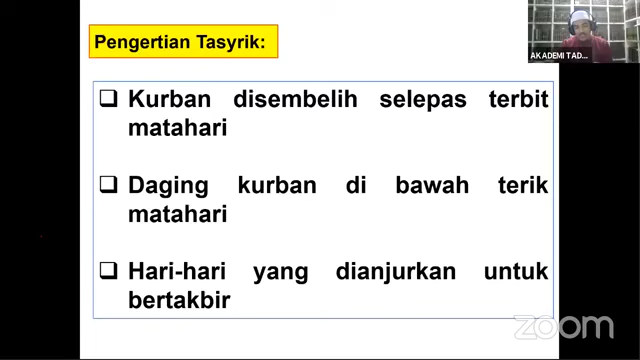 Pengertian Tasyrik:
AKADEMI TAD...
❑ Kurban disembelih selepas terbit
matahari
❑ Daging kurban di bawah terik
matahari
❑ Hari-hari yang dianjurkan untuk
bertakbir
zoom